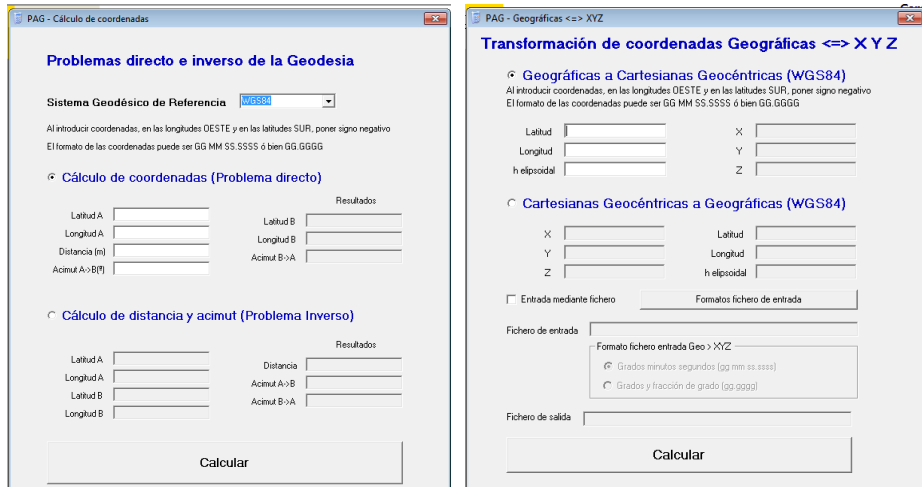 PAG - Cálculo de coordenadas
Problemas directo e inverso de la Geodesia
Sistema Geodésico de Referencia
WGS84
Al introducir coordenadas, en las longitudes OESTE y en las latitudes SUR, poner signo negativo
El formato de las coordenadas puede ser GG MM SS.SSSS ó bien GG.GGGG
Cálculo de coordenadas (Problema directo)
Resultados
Latitud A
Longitud A
Distancia (m)
Acimut A->B(º)
Latitud B
Longitud B
Acimut B->A
Cálculo de distancia y acimut (Problema Inverso)
Resultados
Latitud A
Longitud A
Latitud B
Longitud B
Distancia
Acimut A->B
Acimut B->A
Calcular
PAG - Geográficas <=> XYZ
Transformación de coordenadas Geográficas <=> X Y Z
Geográficas a Cartesianas Geocéntricas (WGS84)
Al introducir coordenadas, en las longitudes OESTE y en las latitudes SUR, poner signo negativo
El formato de las coordenadas puede ser GG MM SS.SSSS ó bien GG.GGGG
Latitud
Longitud
h elipsoidal
X
Y
Z
Cartesianas Geocéntricas a Geográficas (WGS84)
X
Y
Z
Latitud
Longitud
h elipsoidal
Entrada mediante fichero
Formatos fichero de entrada
Fichero de entrada
Formato fichero entrada Geo > XYZ
Grados minutos segundos (gg mm ss.ssss)
Grados y fracción de grado (gg.gggg)
Fichero de salida
Calcular